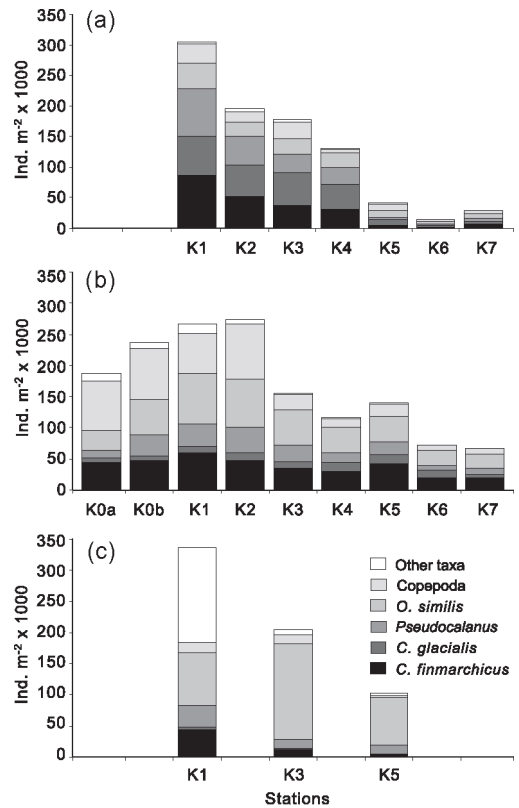 (a)
Ind. m-2 x 1000
350
300
250
200
150
100
50
0
K1 K2 K3 K4 K5 K6 K7
(b)
Ind. m-2 x 1000
350
300
250
200
150
100
50
0
K0a K0b K1 K2 K3 K4 K5 K6 K7
(c)
Ind. m-2 x 1000
350
300
250
200
150
100
50
0
Other taxa
Copepoda
O. similis
Pseudocalanus
C. glacialis
C. finmarchicus
K1 K3 K5
Stations